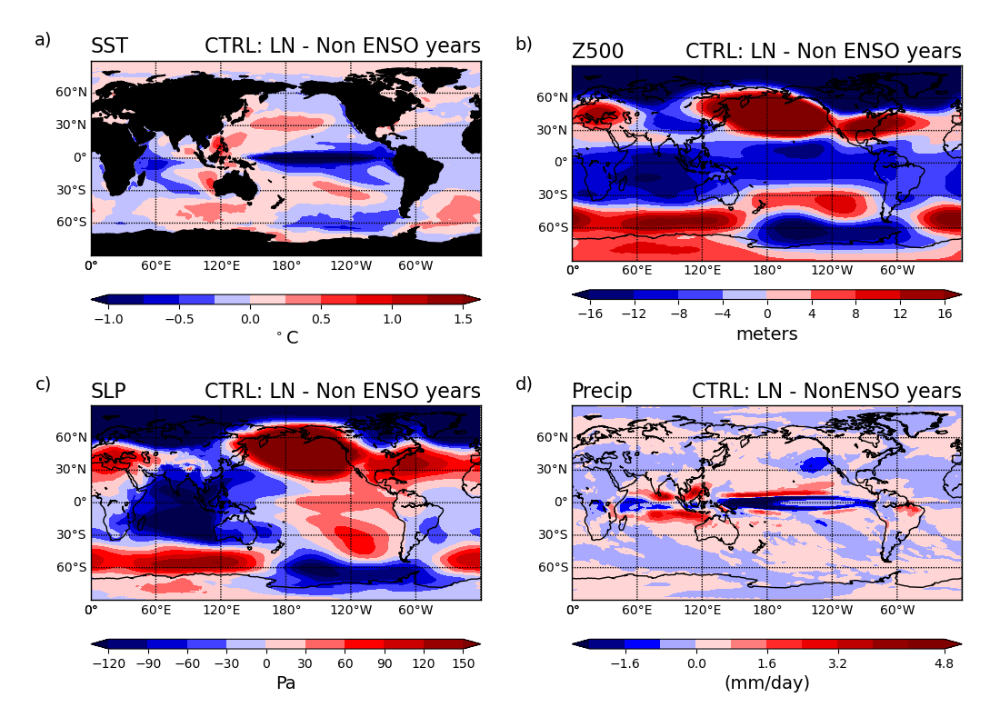 a)
SST CTRL: LN - Non ENSO years
60°N
30°N
0°
30°S
60°S
0° 60°E 120°E 180° 120°W 60°W
−1.0 −0.5 0.0 0.5 1.0 1.5
°C
b)
Z500 CTRL: LN - Non ENSO years
60°N
30°N
0°
30°S
60°S
0° 60°E 120°E 180° 120°W 60°W
−16 −12 −8 −4 0 4 8 12 16
meters
c)
SLP CTRL: LN - Non ENSO years
60°N
30°N
0°
30°S
60°S
0° 60°E 120°E 180° 120°W 60°W
−120 −90 −60 −30 0 30 60 90 120 150
Pa
d)
Precip CTRL: LN - NonENSO years
60°N
30°N
0°
30°S
60°S
0° 60°E 120°E 180° 120°W 60°W
−1.6 0.0 1.6 3.2 4.8
(mm/day)